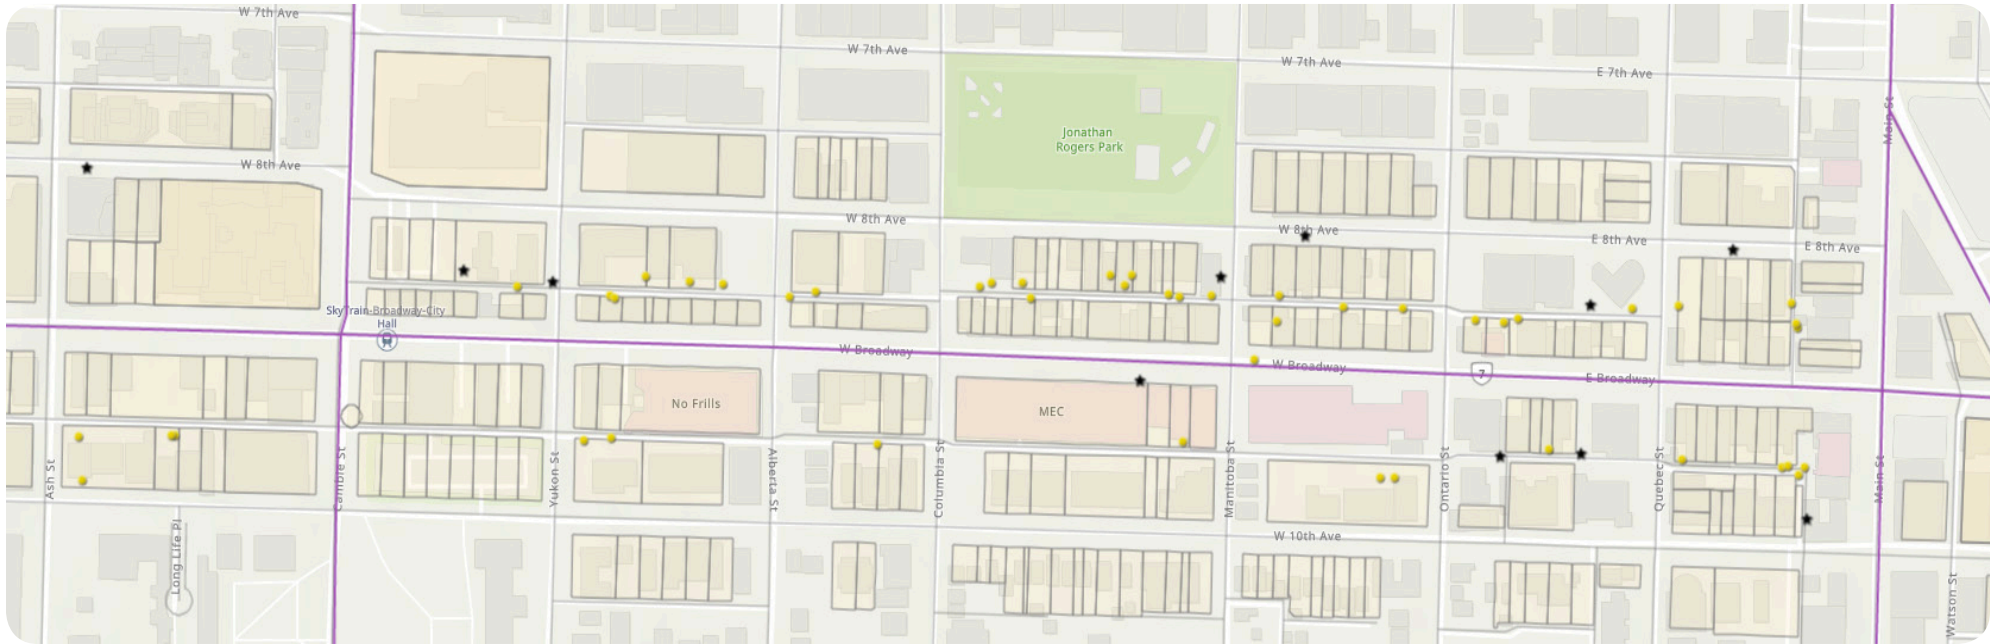 W 7th Ave
W 7th Ave
W 7th Ave
E 7th Ave
Main St
Jonathan
Rogers Park
W 8th Ave
W 8th Ave
W 8th Ave
E 8th Ave
E 8th Ave
SkyTrain-Broadway-City
Hall
W Broadway
W Broadway
7
E Broadway
No Frills
MEC
Ash St
Cambie St
Yukon St
Alberta St
Columbia St
Manitoba St
Ontario St
Quebec St
Main St
W 10th Ave
Long Life Pl
Watson St